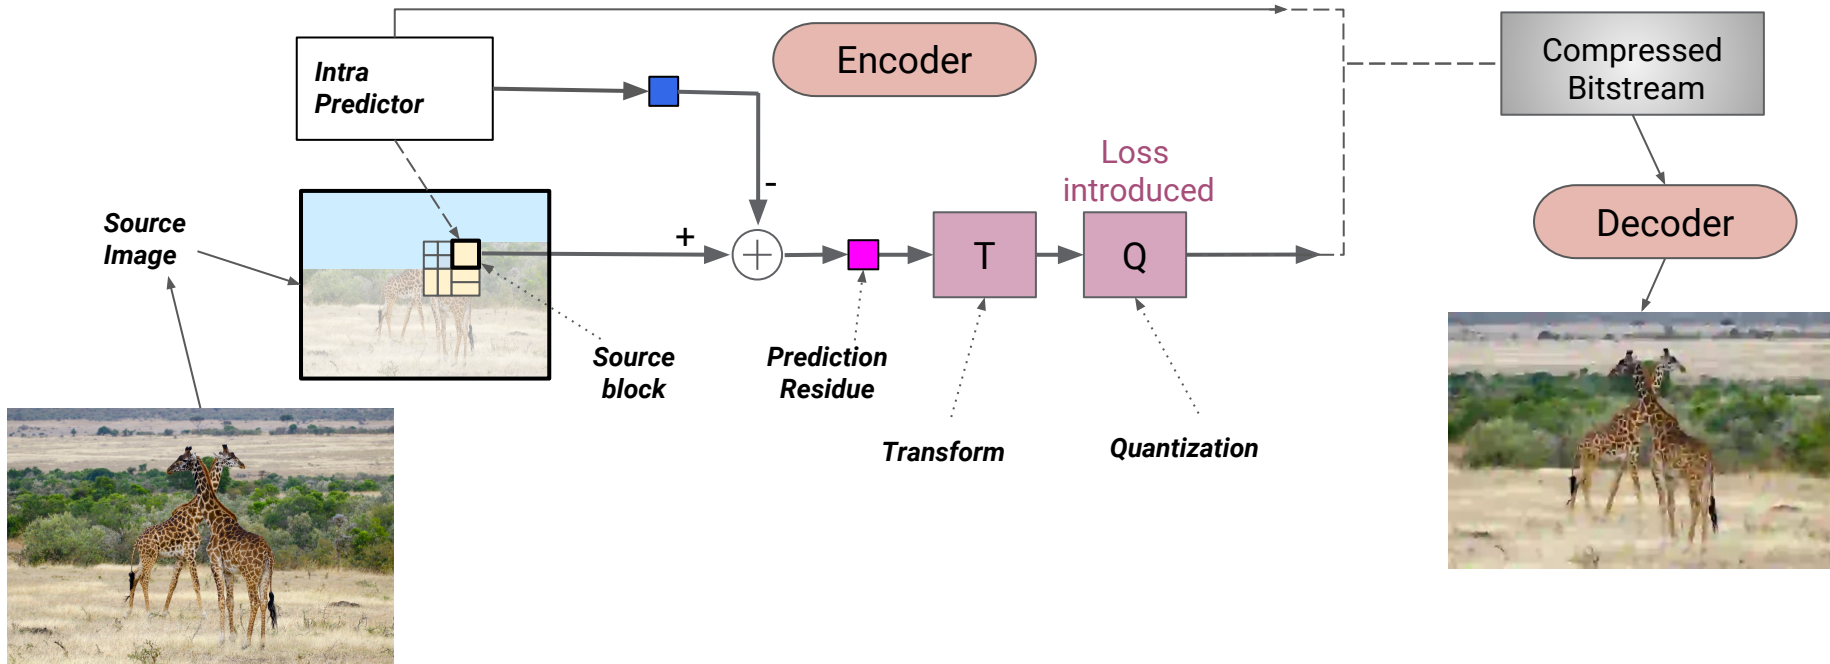 Encoder
Intra
Predictor
Compressed
Bitstream
-
Loss
introduced
Source
Image
+
T
Q
Decoder
Source
block
Prediction
Residue
Transform
Quantization